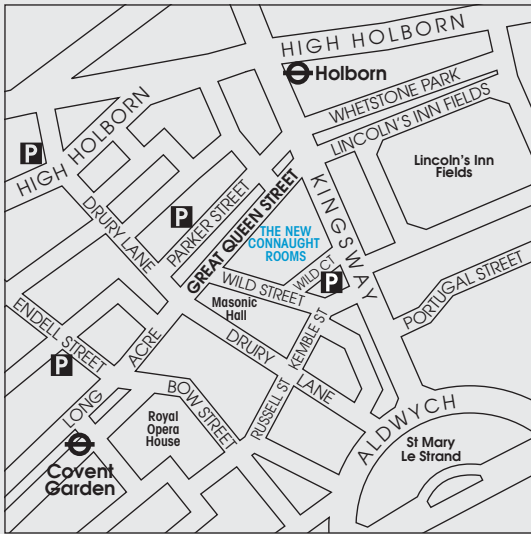 HIGH HOLBORN
Holborn
WHETSTONE PARK
LINCOLN'S INN FIELDS
HIGH HOLBORN
P
Lincoln's Inn
Fields
KINGSWAY
P
PARKER STREET
GREAT QUEEN STREET
DRURY LANE
THE NEW
CONNAUGHT
ROOMS
WILD CT
P
WILD STREET
PORTUGAL STREET
Masonic
Hall
KEMBLE ST
ENDELL STREET
P
LONG ACRE
DRURY LANE
BOW STREET
RUSSELL ST
ALDWYCH
Royal
Opera
House
St Mary
Le Strand
Covent
Garden